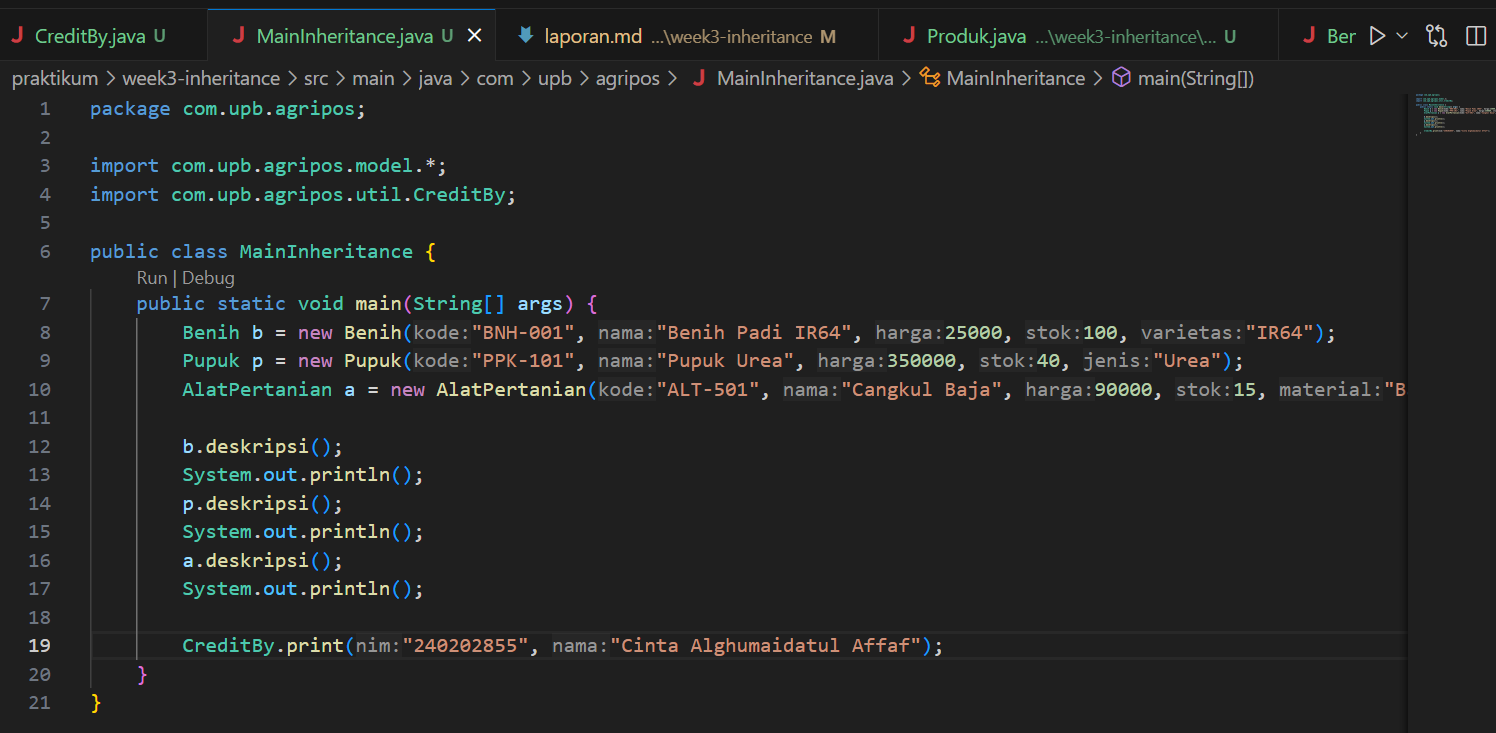 CreditBy.java U
MainInheritance.java U
laporan.md ...\week3-inheritance M
Produk.java ...\week3-inheritance\... U
Ber
praktikum > week3-inheritance > src > main > java > com > upb > agripos > MainInheritance.java > MainInheritance > main(String[])
1 package com.upb.agripos;
2
3 import com.upb.agripos.model.*;
4 import com.upb.agripos.util.CreditBy;
5
6 public class MainInheritance {
Run | Debug
7 public static void main(String[] args) {
8 Benih b = new Benih(kode:"BNH-001", nama:"Benih Padi IR64", harga:25000, stok:100, varietas:"IR64");
9 Pupuk p = new Pupuk(kode:"PPK-101", nama:"Pupuk Urea", harga:350000, stok:40, jenis:"Urea");
10 AlatPertanian a = new AlatPertanian(kode:"ALT-501", nama:"Cangkul Baja", harga:90000, stok:15, material:"B
11
12 b.deskripsi();
13 System.out.println();
14 p.deskripsi();
15 System.out.println();
16 a.deskripsi();
17 System.out.println();
18
19 CreditBy.print(nim:"240202855", nama:"Cinta Alghumaidatul Affaf");
20 }
21 }